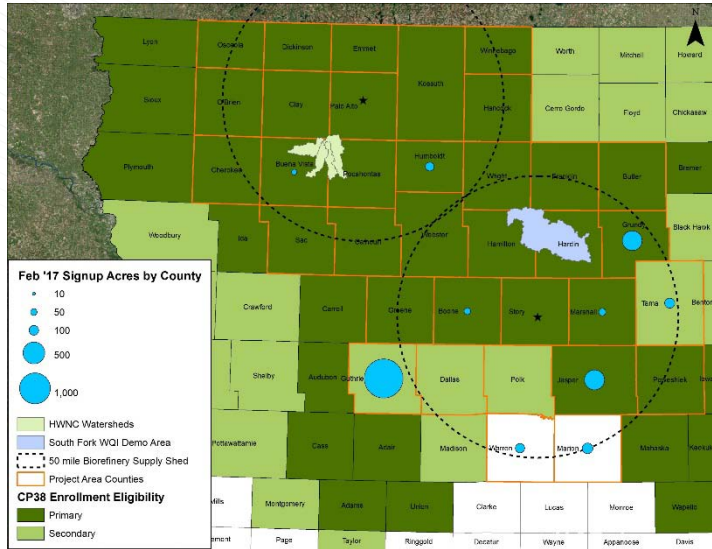 N
Lyon Osceola Dickinson Emmet Winnebago Worth Mitchell Howard
Kossuth
Sioux O'Brien Clay Palo Alto Hancock Cerro Gordo Floyd Chickasaw
Plymouth Cherokee Buena Vista Pocahontas Humboldt Wright Franklin Butler Bremer
Woodbury Ida Sac Calhoun Webster Hamilton Hardin Grundy Black Hawk
Crawford Carroll Greene Boone Story Marshall Tama Benton
Shelby Audubon Guthrie Dallas Polk Jasper Poweshiek
Pottawattamie Cass Adair Madison Warren Marion Mahaska Keokuk
Mills Montgomery Adams Union Clarke Lucas Monroe Wapello
Page Taylor Ringgold Decatur Wayne Appanoose Davis
Feb '17 Signup Acres by County
10
50
100
500
1,000
HWNC Watersheds
South Fork WQI Demo Area
50 mile Biorefinery Supply Shed
Project Area Counties
CP38 Enrollment Eligibility
Primary
Secondary